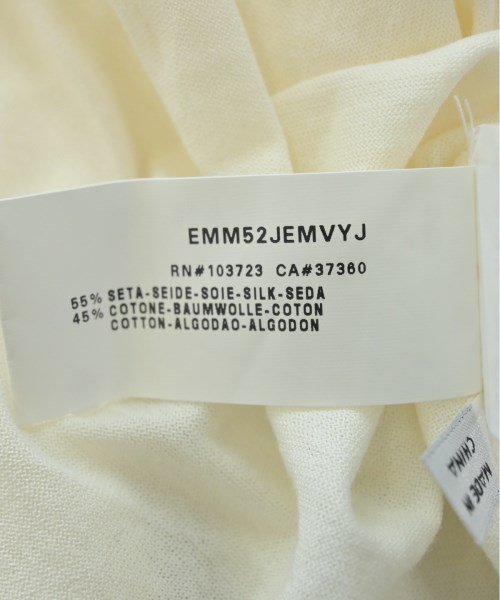 EMM52JEMVYJ
RN#103723 CA#37360
55% SETA-SEIDE-SOIE-SILK-SEDA
45% COTONE-BAUMWOLLE-COTON
COTTON-ALGODAO-ALGODON
MADE IN
CHINA